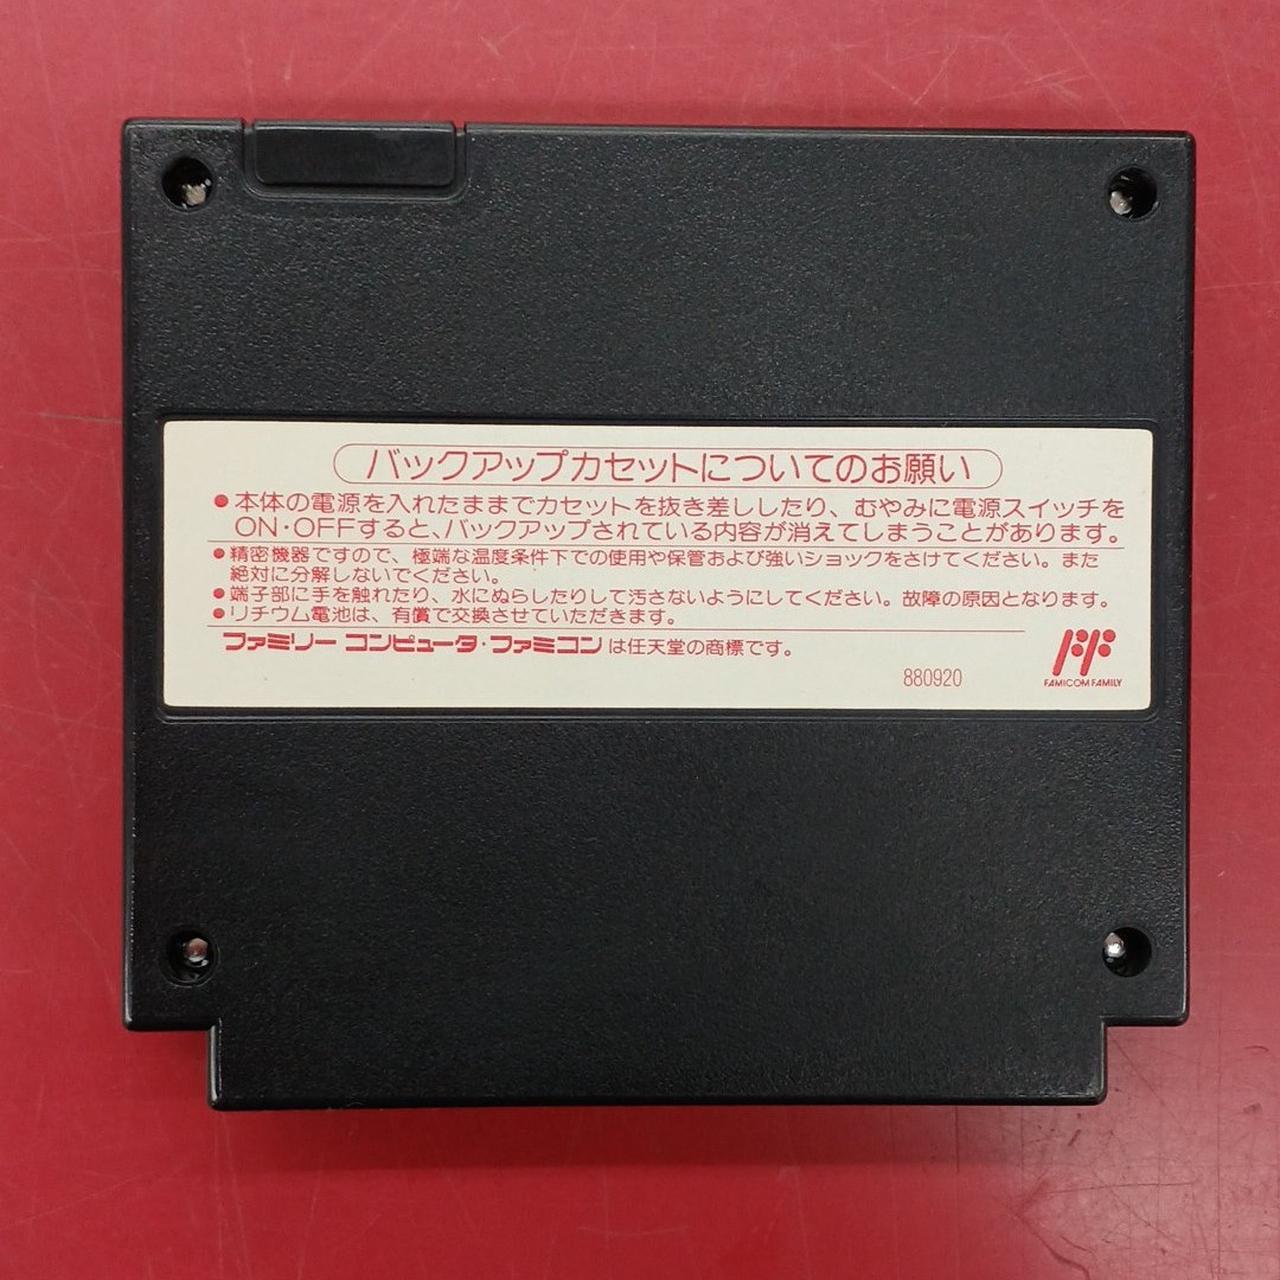 バックアップカセットについてのお願い
●本体の電源を入れたままでカセットを抜き差ししたり、むやみに電源スイッチを
ON・OFFすると、バックアップされている内容が消えてしまうことがあります。
●精密機器ですので、極端な温度条件下での使用や保管および強いショックをさけてください。また
絶対に分解しないでください。
●端子部に手を触れたり、水にぬらしたりして汚さないようにしてください。故障の原因となります。
●リチウム電池は、有償で交換させていただきます。
ファミリーコンピュータ・ファミコンは任天堂の商標です。
880920
FAMICOM FAMILY